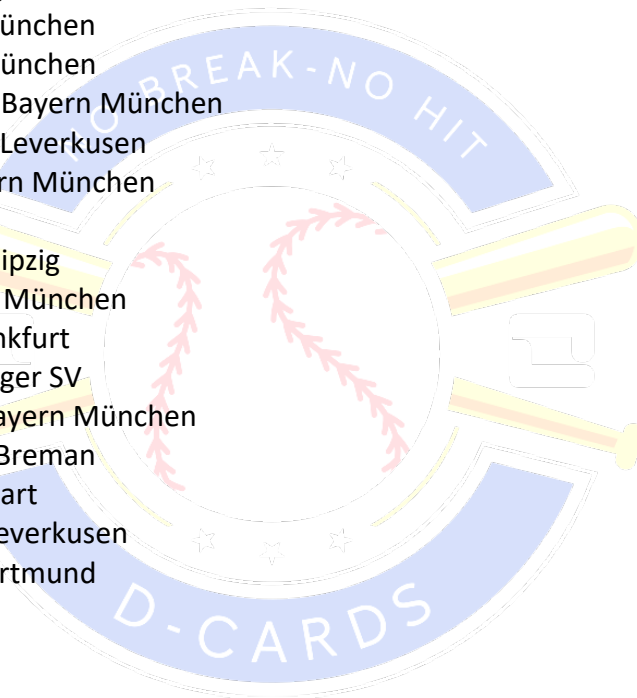 ünchen
ünchen
Bayern München
Leverkusen
rn München
ipzig
München
nkfurt
ger SV
ayern München
Breman
art
everkusen
rtmund
NO BREAK-NO HIT
D-CARDS